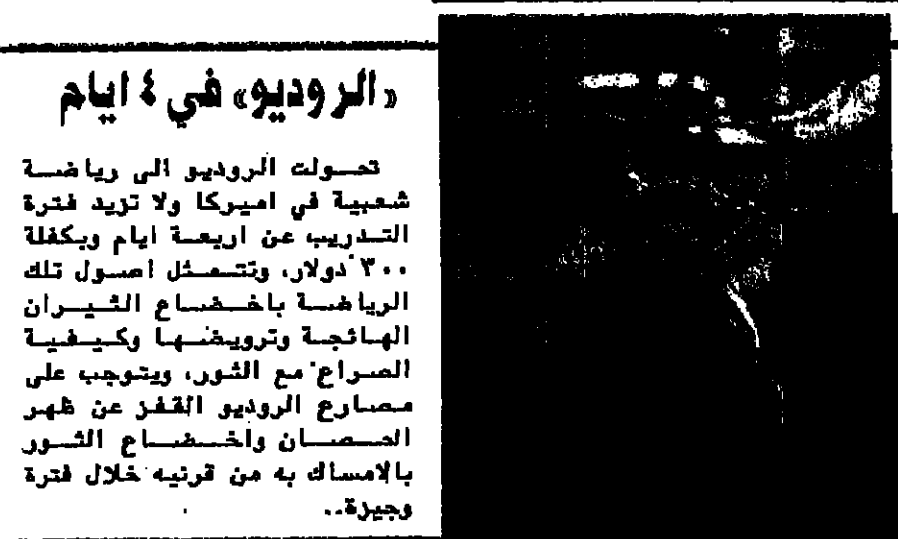 «الروديو» في ٤ ايام
تحولت الروديو الى رياضة
شعبية في اميركا ولا تزيد فترة
التدريب عن اربعة ايام وبكفلة
٣٠٠ دولار، وتتمثل اصول تلك
الرياضة باخضاع الثيران
الهائجة وترويضها وكيفية
الصراع مع الثور، ويتوجب على
مصارع الروديو القفز عن ظهر
الحصان واخضاع الثور
بالامساك به من قرنيه خلال فترة
وجيزة..